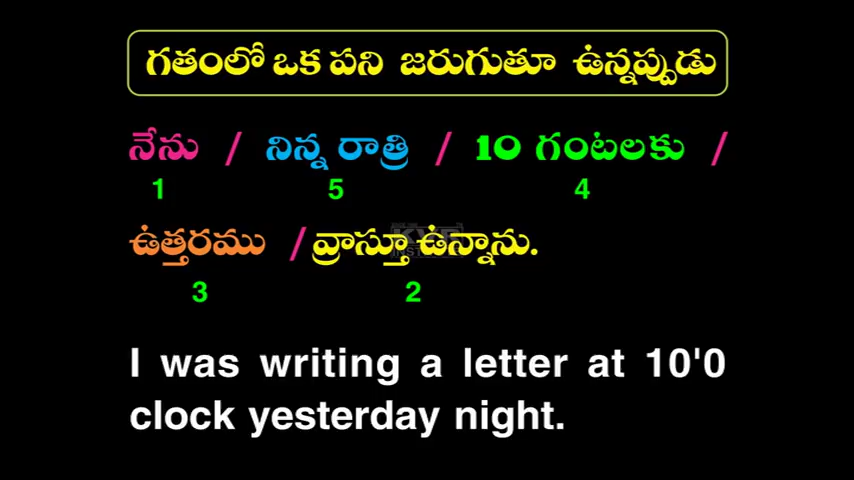 గతంలో ఒక పని జరుగుతూ ఉన్నప్పుడు
నేను / నిన్న రాత్రి / 10 గంటలకు /
1 5 4
ఉత్తరము / వ్రాస్తూ ఉన్నాను.
3 2
I was writing a letter at 10'0
clock yesterday night.